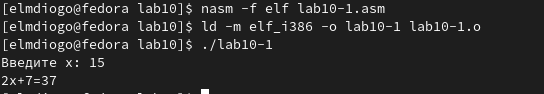 [elmdiogo@fedora lab10]$ nasm -f elf lab10-1.asm
[elmdiogo@fedora lab10]$ ld -m elf_i386 -o lab10-1 lab10-1.o
[elmdiogo@fedora lab10]$ ./lab10-1
Введите x: 15
2x+7=37